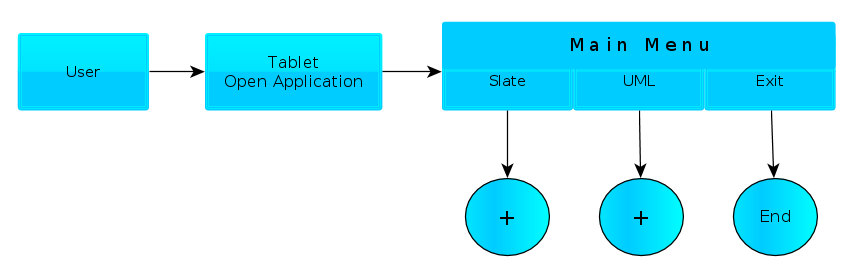 User
Tablet
Open Application
Main Menu
Slate
UML
Exit
+
+
End